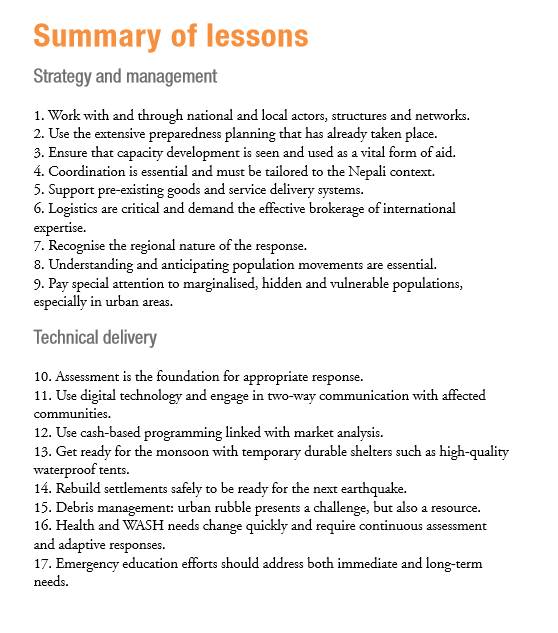 Summary of lessons
Strategy and management
1. Work with and through national and local actors, structures and networks.
2. Use the extensive preparedness planning that has already taken place.
3. Ensure that capacity development is seen and used as a vital form of aid.
4. Coordination is essential and must be tailored to the Nepali context.
5. Support pre-existing goods and service delivery systems.
6. Logistics are critical and demand the effective brokerage of international
expertise.
7. Recognise the regional nature of the response.
8. Understanding and anticipating population movements are essential.
9. Pay special attention to marginalised, hidden and vulnerable populations,
especially in urban areas.
Technical delivery
10. Assessment is the foundation for appropriate response.
11. Use digital technology and engage in two-way communication with affected
communities.
12. Use cash-based programming linked with market analysis.
13. Get ready for the monsoon with temporary durable shelters such as high-quality
waterproof tents.
14. Rebuild settlements safely to be ready for the next earthquake.
15. Debris management: urban rubble presents a challenge, but also a resource.
16. Health and WASH needs change quickly and require continuous assessment
and adaptive responses.
17. Emergency education efforts should address both immediate and long-term
needs.